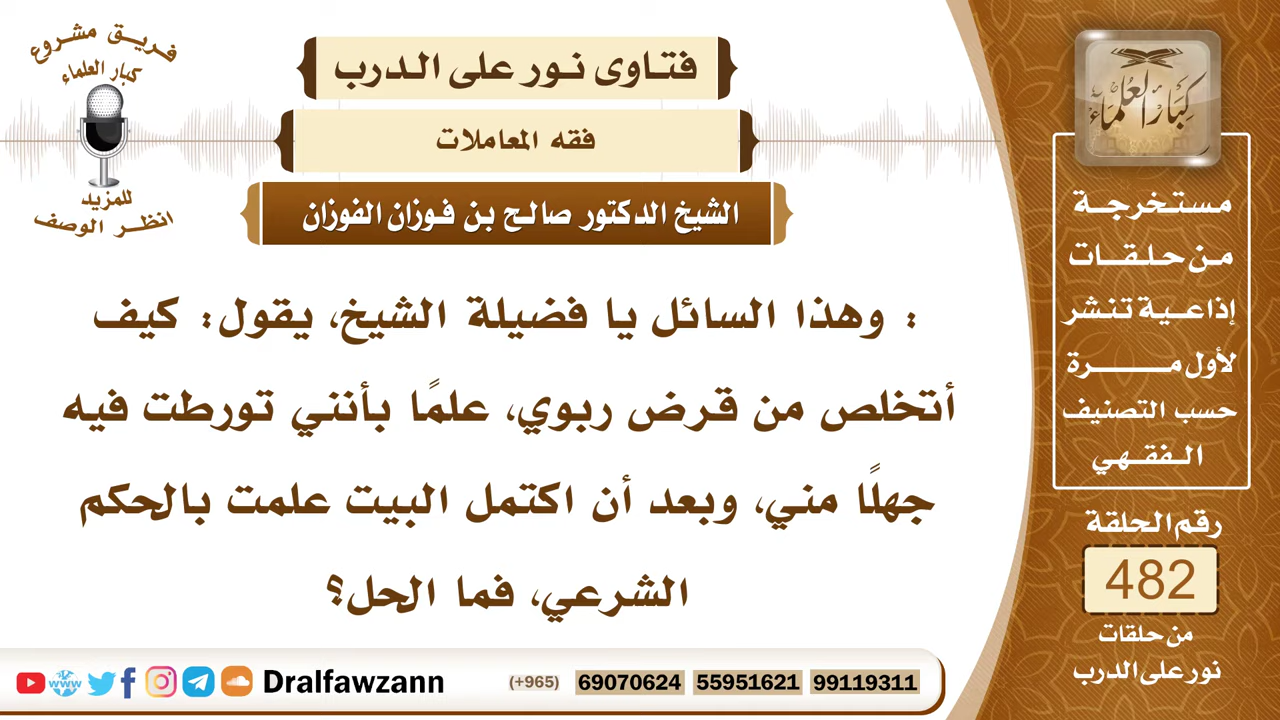 فريق مشروع
كبار العلماء
للمزيد
انظر الوصف
فتاوى نور على الدرب
فقه المعاملات
الشيخ الدكتور صالح بن فوزان الفوزان
: وهذا السائل يا فضيلة الشيخ، يقول: كيف
أتخلص من قرض ربوي، علمًا بأنني تورطت فيه
جهلًا مني، وبعد أن اكتمل البيت علمت بالحكم
الشرعي، فما الحل؟
كبار العلماء
مستخرجة
من حلقات
إذاعية تنشر
لأول مرة
حسب التصنيف
الفقهي
رقم الحلقة
482
من حلقات
نور على الدرب
www Dralfawzann (+965) 69070624 55951621 99119311